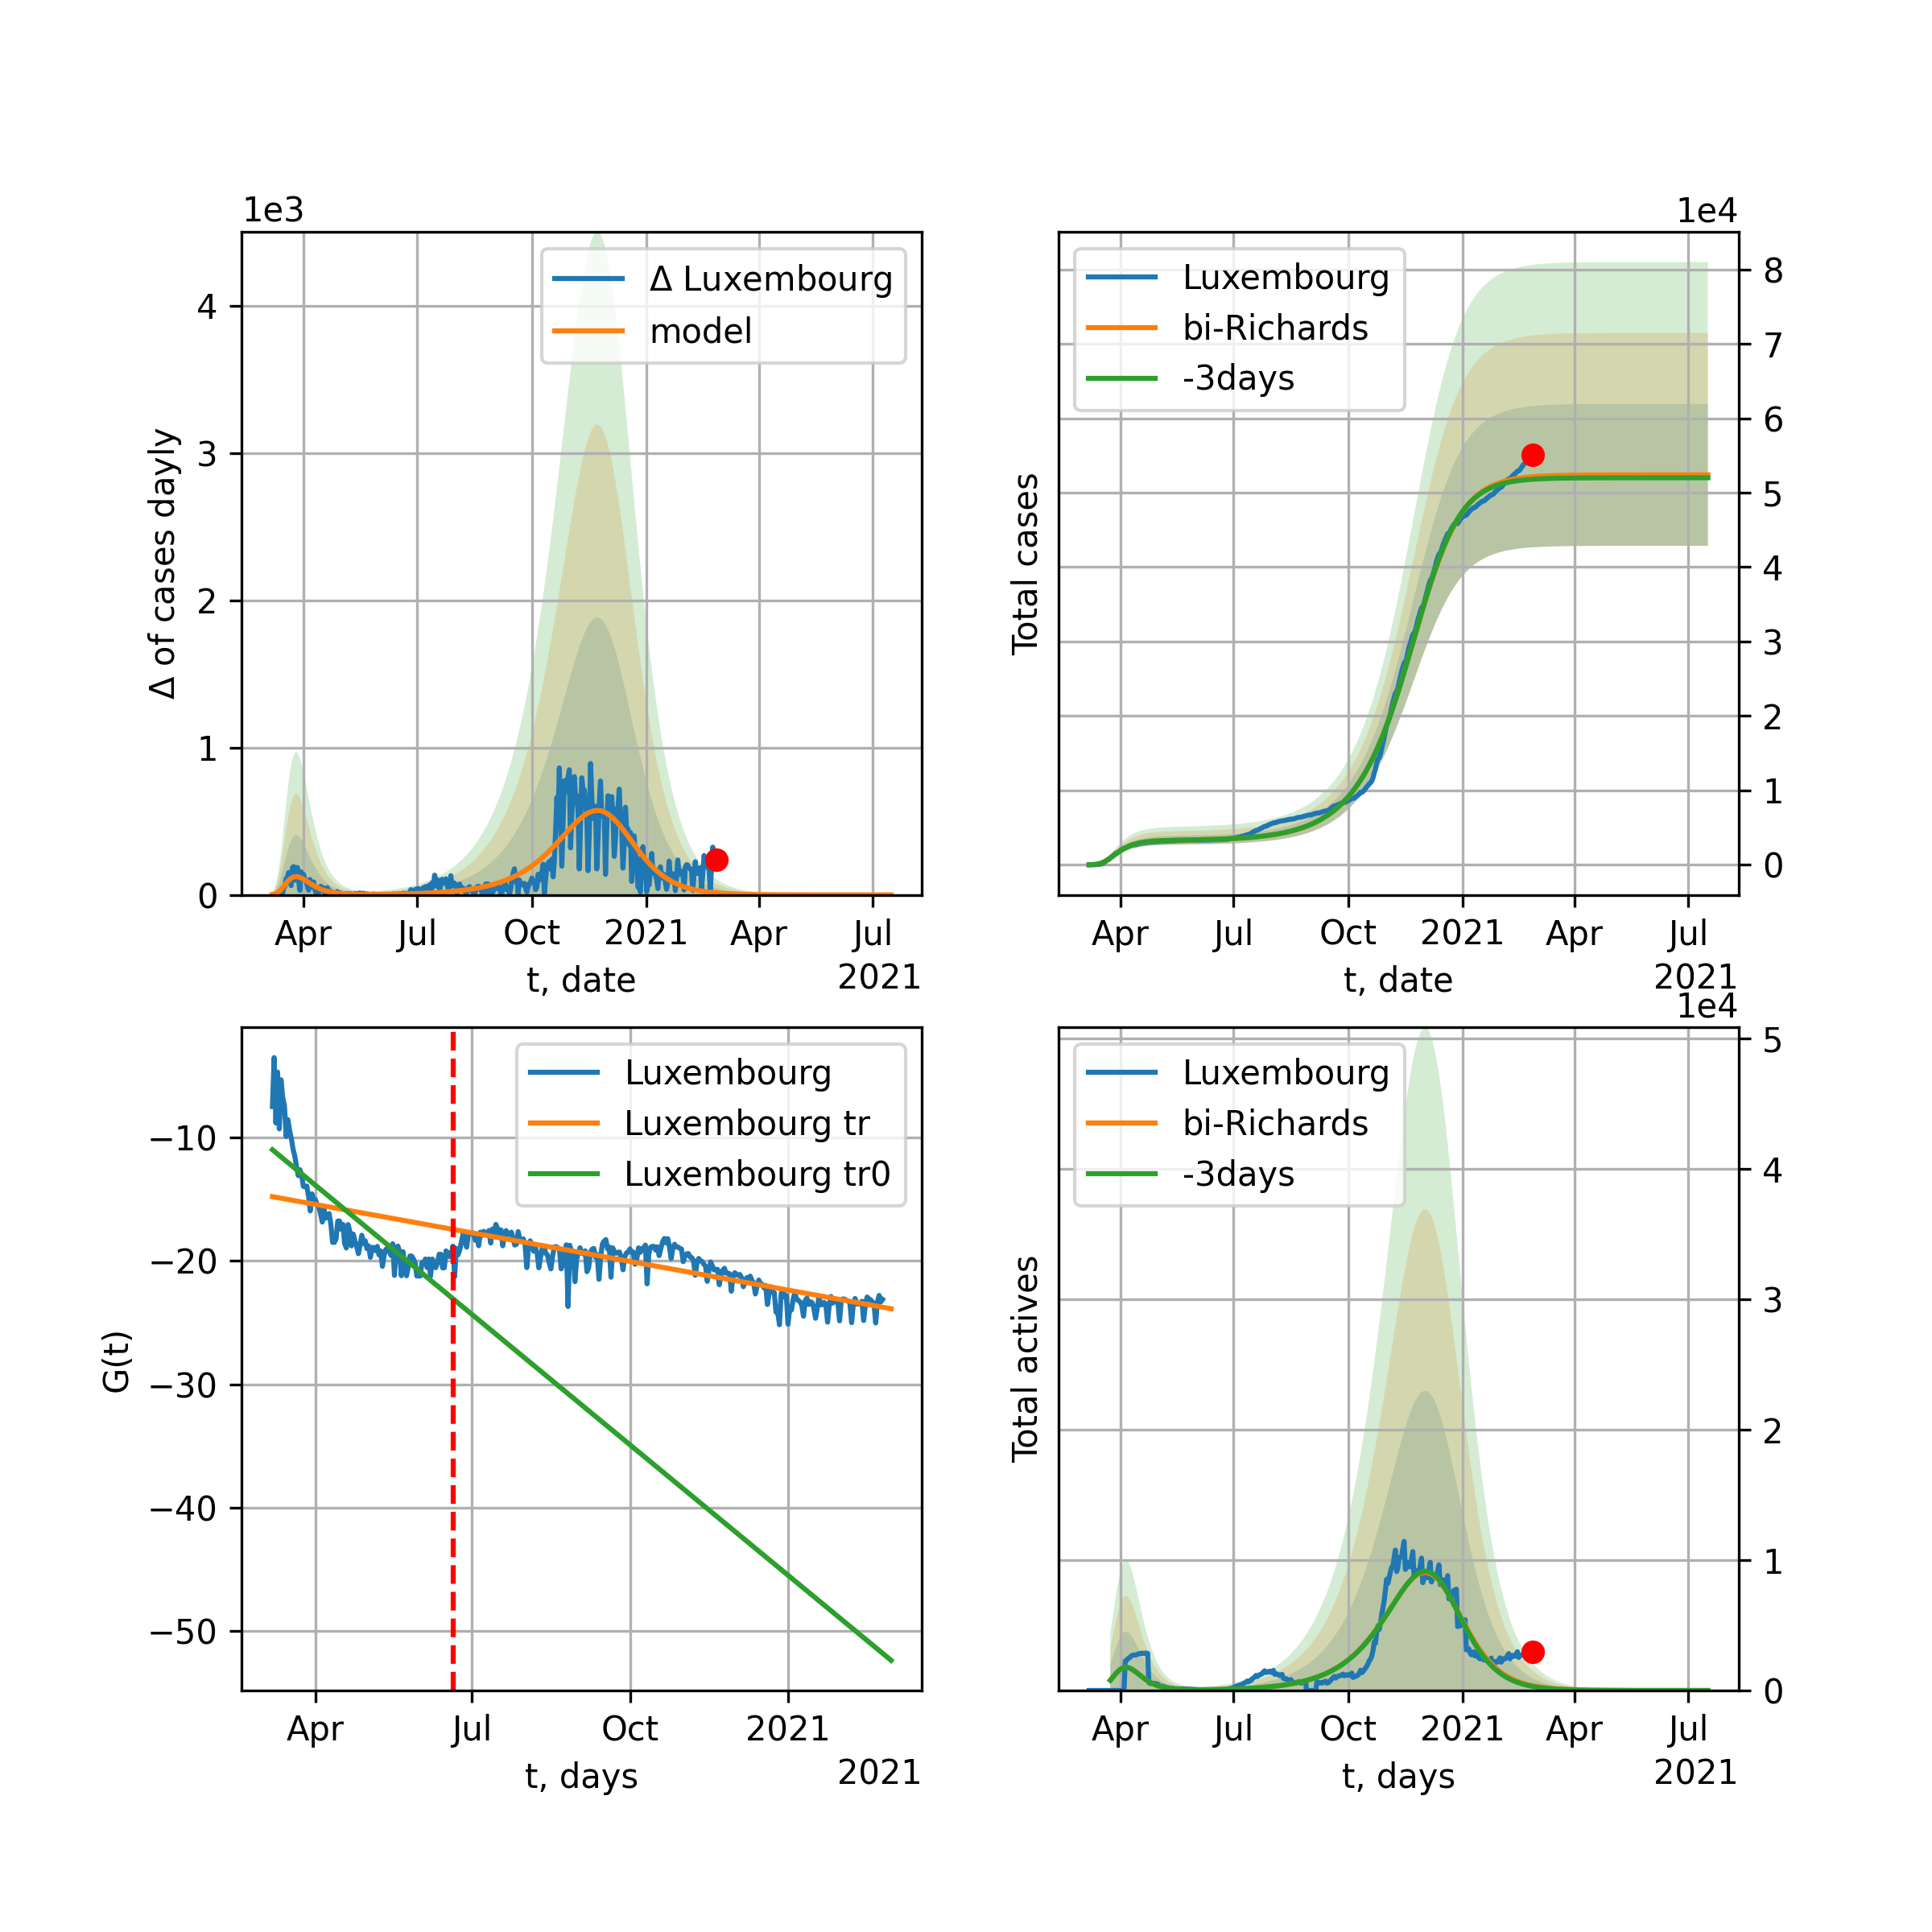 1e3
Δ of cases dayly
4
3
2
1
0
Δ Luxembourg
model
Apr
Jul
Oct
2021
Apr
Jul
t, date
2021
1e4
Total cases
Luxembourg
bi-Richards
-3days
8
7
6
5
4
3
2
1
0
Apr
Jul
Oct
2021
Apr
Jul
t, date
2021
G(t)
−10
−20
−30
−40
−50
Luxembourg
Luxembourg tr
Luxembourg tr0
Apr
Jul
Oct
2021
t, days
2021
1e4
Total actives
Luxembourg
bi-Richards
-3days
5
4
3
2
1
0
Apr
Jul
Oct
2021
Apr
Jul
t, days
2021